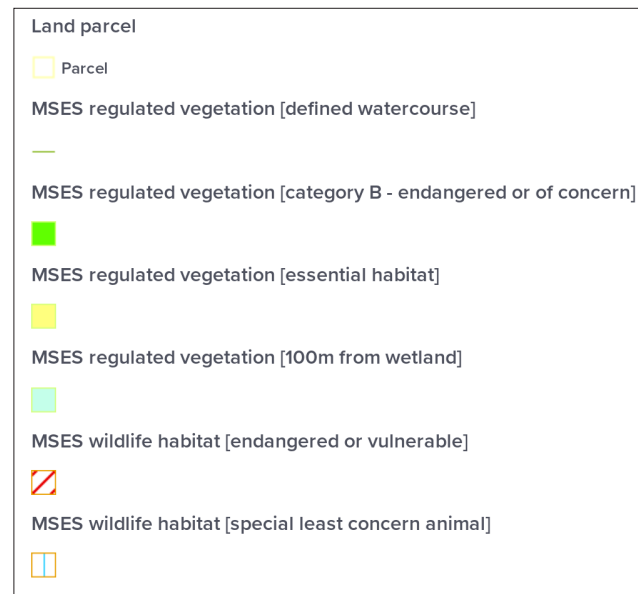 Land parcel
Parcel
MSES regulated vegetation [defined watercourse]
MSES regulated vegetation [category B - endangered or of concern]
MSES regulated vegetation [essential habitat]
MSES regulated vegetation [100m from wetland]
MSES wildlife habitat [endangered or vulnerable]
MSES wildlife habitat [special least concern animal]